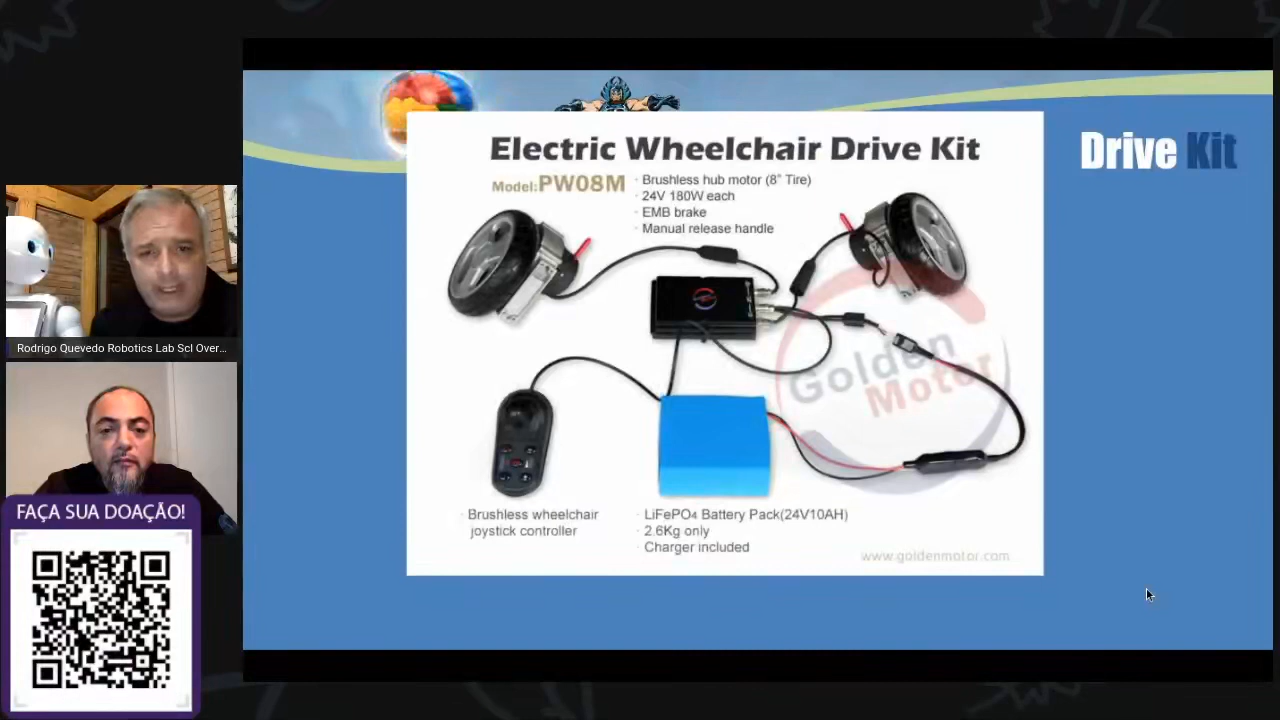 Drive Kit
Electric Wheelchair Drive Kit
Model:PW08M
· Brushless hub motor (8" Tire)
· 24V 180W each
· EMB brake
· Manual release handle
Golden
Motor
· Brushless wheelchair
joystick controller
· LiFePO4 Battery Pack(24V10AH)
· 2.6Kg only
· Charger included
www.goldenmotor.com
Rodrigo Quevedo Robotics Lab Scl Over...
FAÇA SUA DOAÇÃO!